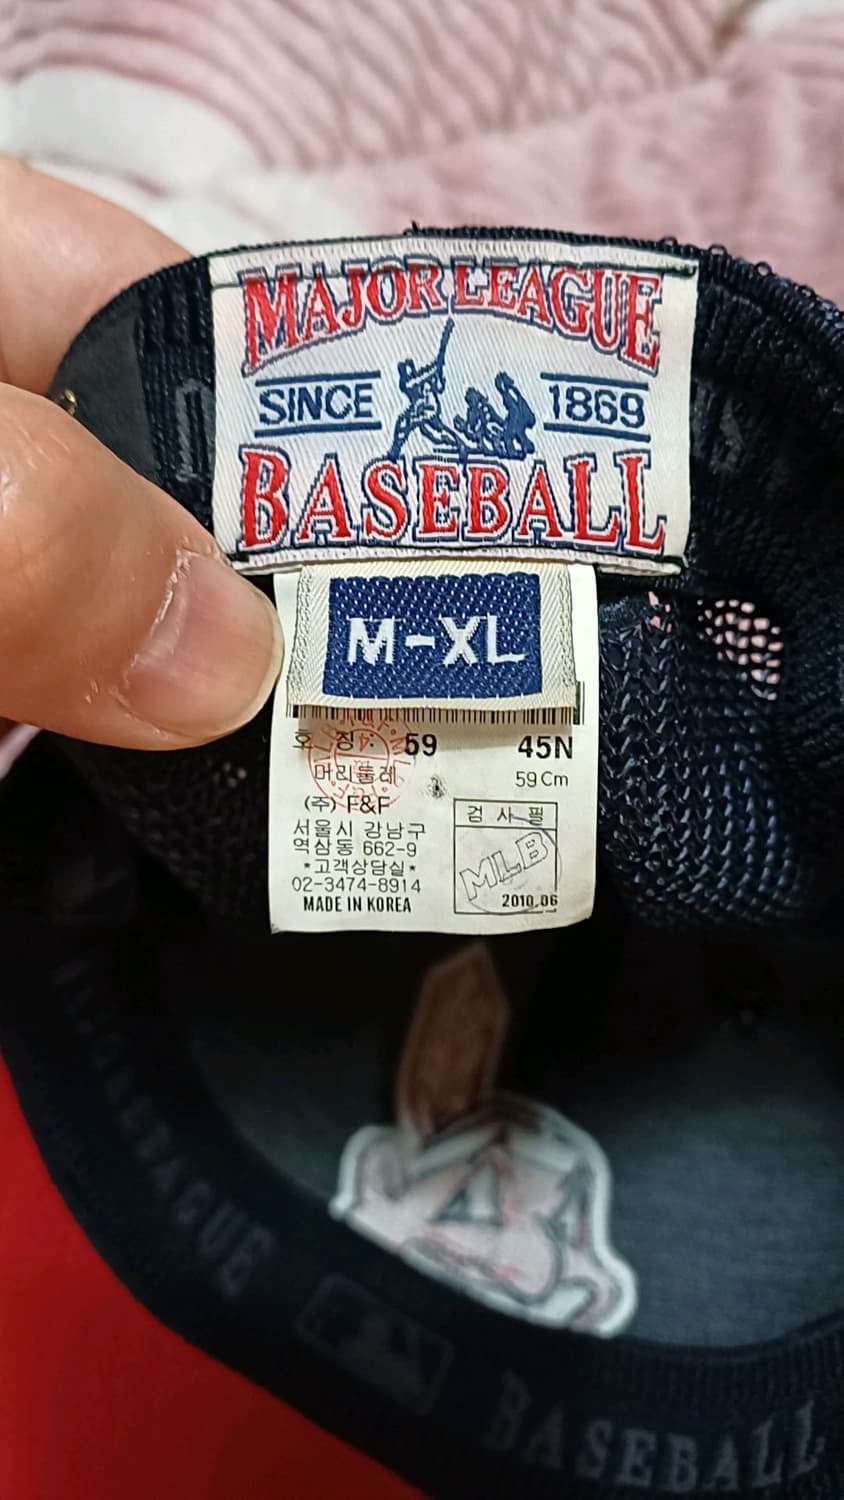 MAJOR LEAGUE
SINCE 1869
BASEBALL
M-XL
호 칭: 59 45N
머리둘레 59Cm
(주) F&F
서울시 강남구
역삼동 662-9
*고객상담실*
02-3474-8914
MADE IN KOREA
검 사 필
MLB
2010.06
BASEBALL